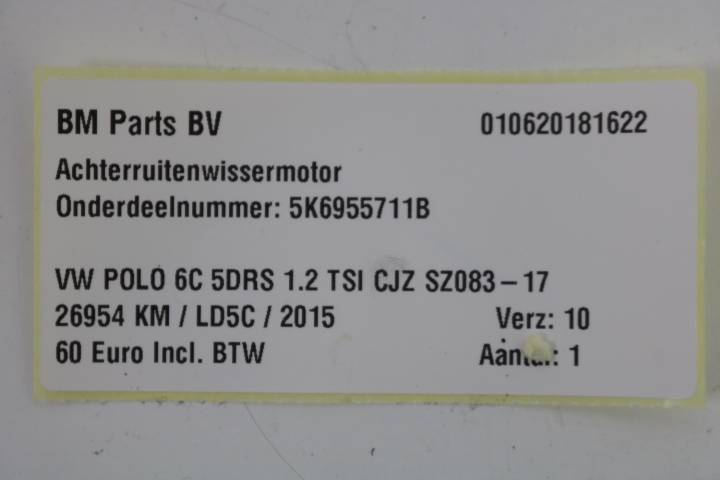 BM Parts BV 010620181622
Achterruitenwissermotor
Onderdeelnummer: 5K6955711B
VW POLO 6C 5DRS 1.2 TSI CJZ SZ083-17
26954 KM / LD5C / 2015 Verz: 10
60 Euro Incl. BTW : 1